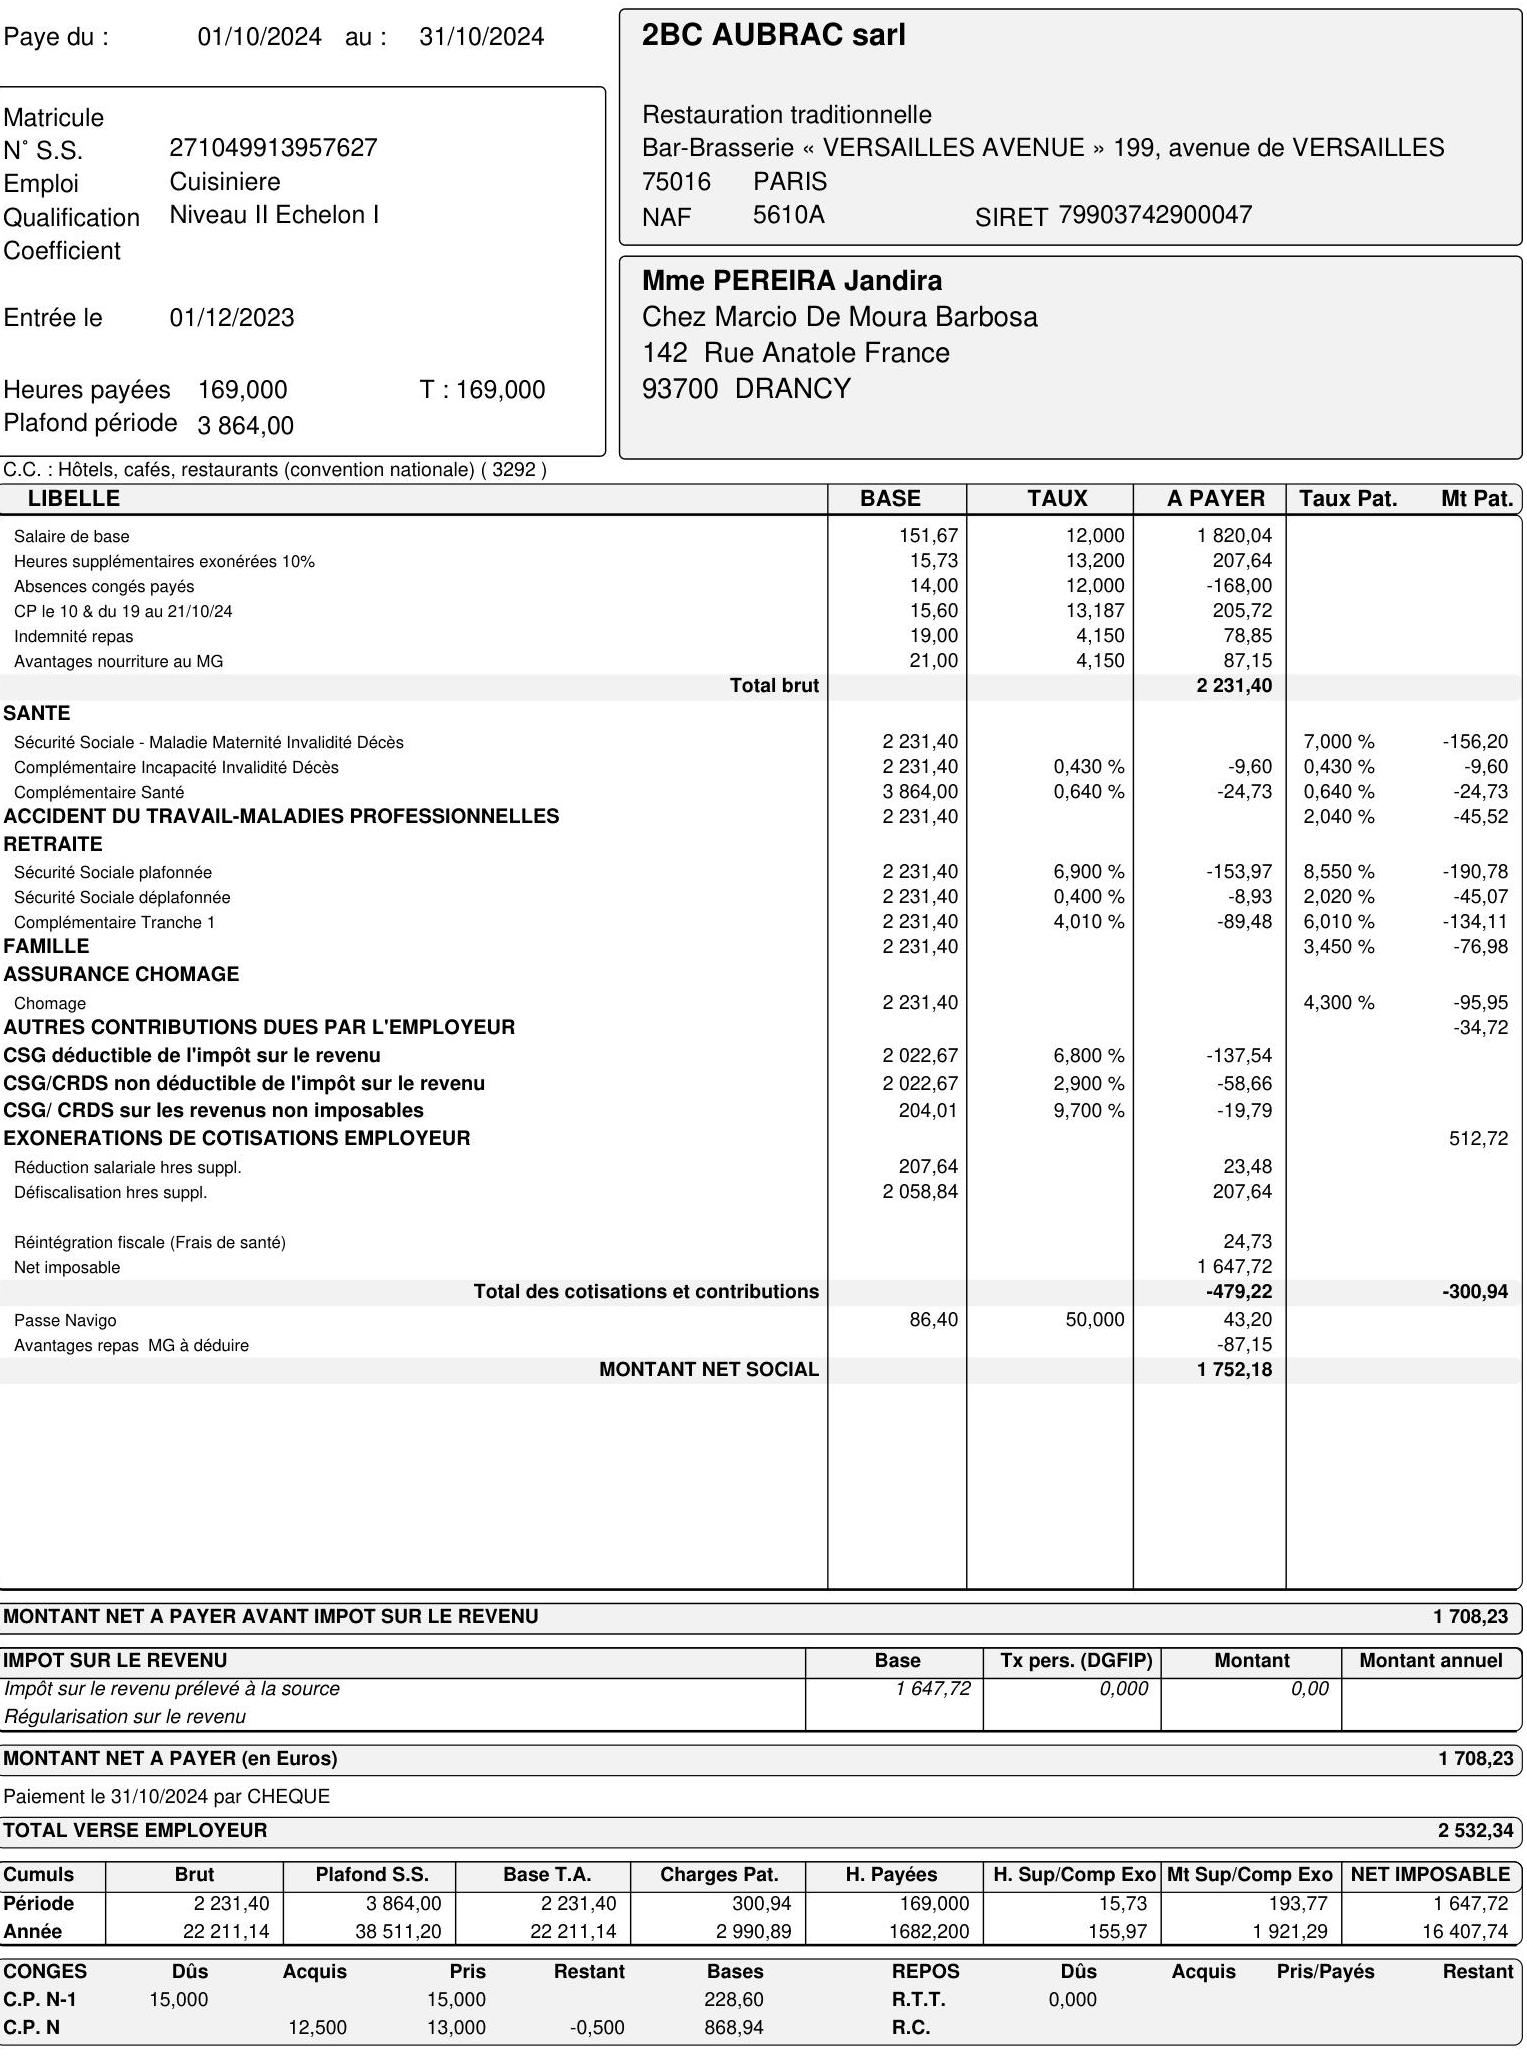 Paye du : 01/10/2024 au : 31/10/2024
2BC AUBRAC sarl
Restauration traditionnelle
Bar-Brasserie « VERSAILLES AVENUE » 199, avenue de VERSAILLES
75016 PARIS
NAF 5610A SIRET 79903742900047
Matricule
N° S.S. 271049913957627
Emploi Cuisiniere
Qualification Niveau II Echelon I
Coefficient
Entrée le 01/12/2023
Heures payées 169,000 T : 169,000
Plafond période 3 864,00
Mme PEREIRA Jandira
Chez Marcio De Moura Barbosa
142 Rue Anatole France
93700 DRANCY
C.C. : Hôtels, cafés, restaurants (convention nationale) ( 3292 )
LIBELLE BASE TAUX A PAYER Taux Pat. Mt Pat.
Salaire de base 151,67 12,000 1 820,04
Heures supplémentaires exonérées 10% 15,73 13,200 207,64
Absences congés payés 14,00 12,000 -168,00
CP le 10 & du 19 au 21/10/24 15,60 13,187 205,72
Indemnité repas 19,00 4,150 78,85
Avantages nourriture au MG 21,00 4,150 87,15
Total brut 2 231,40
SANTE
Sécurité Sociale - Maladie Maternité Invalidité Décès 2 231,40 7,000 % -156,20
Complémentaire Incapacité Invalidité Décès 2 231,40 0,430 % -9,60 0,430 % -9,60
Complémentaire Santé 3 864,00 0,640 % -24,73 0,640 % -24,73
ACCIDENT DU TRAVAIL-MALADIES PROFESSIONNELLES 2 231,40 2,040 % -45,52
RETRAITE
Sécurité Sociale plafonnée 2 231,40 6,900 % -153,97 8,550 % -190,78
Sécurité Sociale déplafonnée 2 231,40 0,400 % -8,93 2,020 % -45,07
Complémentaire Tranche 1 2 231,40 4,010 % -89,48 6,010 % -134,11
FAMILLE 2 231,40 3,450 % -76,98
ASSURANCE CHOMAGE
Chomage 2 231,40 4,300 % -95,95
AUTRES CONTRIBUTIONS DUES PAR L'EMPLOYEUR -34,72
CSG déductible de l'impôt sur le revenu 2 022,67 6,800 % -137,54
CSG/CRDS non déductible de l'impôt sur le revenu 2 022,67 2,900 % -58,66
CSG/ CRDS sur les revenus non imposables 204,01 9,700 % -19,79
EXONERATIONS DE COTISATIONS EMPLOYEUR 512,72
Réduction salariale hres suppl. 207,64 23,48
Défiscalisation hres suppl. 2 058,84 207,64
Réintégration fiscale (Frais de santé) 24,73
Net imposable 1 647,72
Total des cotisations et contributions -479,22 -300,94
Passe Navigo 86,40 50,000 43,20
Avantages repas MG à déduire -87,15
MONTANT NET SOCIAL 1 752,18
MONTANT NET A PAYER AVANT IMPOT SUR LE REVENU 1 708,23
IMPOT SUR LE REVENU Base Tx pers. (DGFIP) Montant Montant annuel
Impôt sur le revenu prélevé à la source 1 647,72 0,000 0,00
Régularisation sur le revenu
MONTANT NET A PAYER (en Euros) 1 708,23
Paiement le 31/10/2024 par CHEQUE
TOTAL VERSE EMPLOYEUR 2 532,34
Cumuls Brut Plafond S.S. Base T.A. Charges Pat. H. Payées H. Sup/Comp Exo Mt Sup/Comp Exo NET IMPOSABLE
Période 2 231,40 3 864,00 2 231,40 300,94 169,000 15,73 193,77 1 647,72
Année 22 211,14 38 511,20 22 211,14 2 990,89 1682,200 155,97 1 921,29 16 407,74
CONGES Dûs Acquis Pris Restant Bases REPOS Dûs Acquis Pris/Payés Restant
C.P. N-1 15,000 15,000 228,60 R.T.T. 0,000
C.P. N 12,500 13,000 -0,500 868,94 R.C.